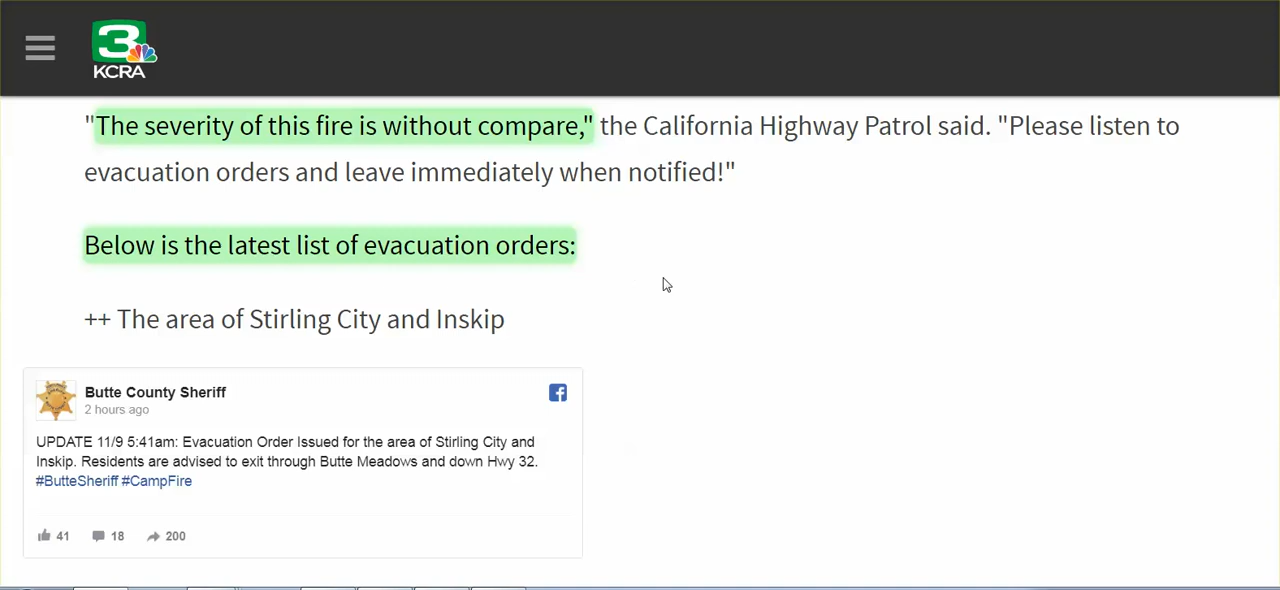 3
KCRA
"The severity of this fire is without compare," the California Highway Patrol said. "Please listen to
evacuation orders and leave immediately when notified!"
Below is the latest list of evacuation orders:
++ The area of Stirling City and Inskip
Butte County Sheriff
2 hours ago
UPDATE 11/9 5:41am: Evacuation Order Issued for the area of Stirling City and
Inskip. Residents are advised to exit through Butte Meadows and down Hwy 32.
#ButteSheriff #CampFire
41 18 200